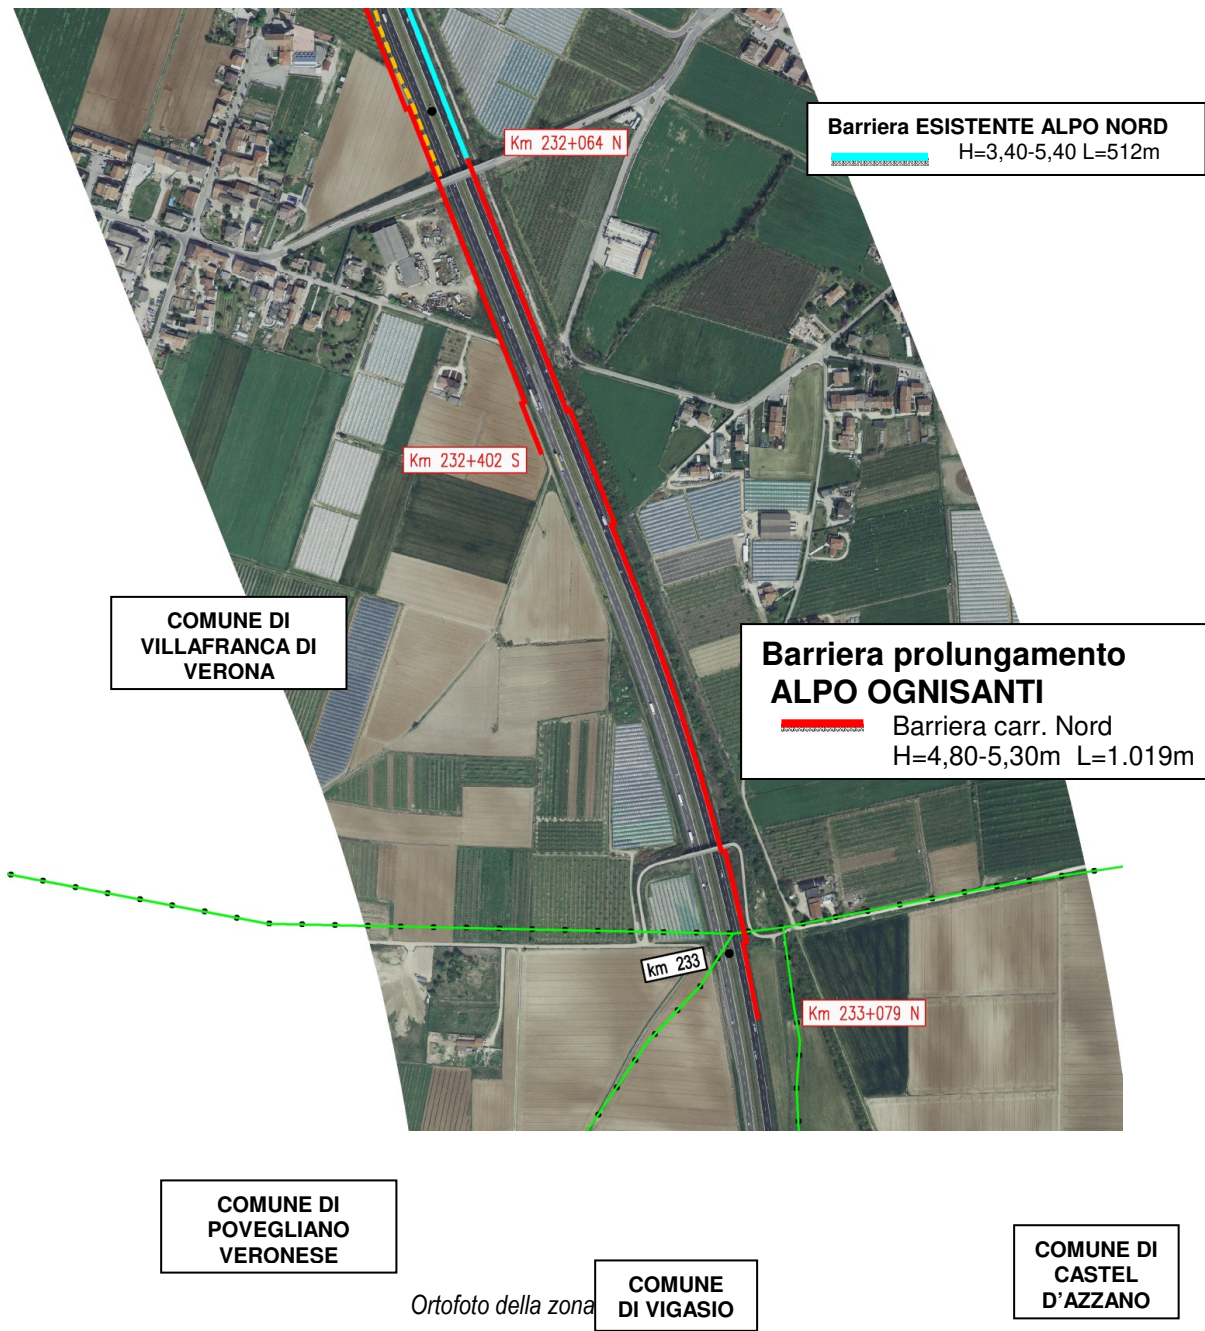 Barriera ESISTENTE ALPO NORD
H=3,40-5,40 L=512m
Km 232+064 N
Km 232+402 S
COMUNE DI
VILLAFRANCA DI
VERONA
Barriera prolungamento
ALPO OGNISANTI
Barriera carr. Nord
H=4,80-5,30m L=1.019m
km 233
Km 233+079 N
COMUNE DI
POVEGLIANO
VERONESE
COMUNE
DI VIGASIO
COMUNE DI
CASTEL
D'AZZANO
Ortofoto della zona